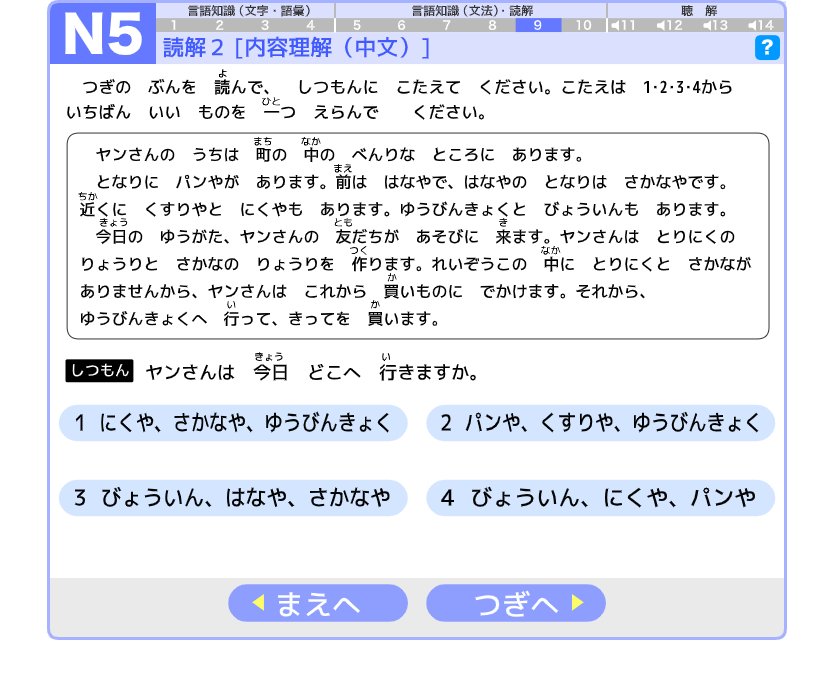 N5
言語知識（文字・語彙） 言語知識（文法）・読解 聴　解
1 2 3 4 5 6 7 8 9 10 11 12 13 14
読解２ [内容理解（中文）] ?
つぎの　ぶんを　読んで、　しつもんに　こたえて　ください。こたえは　1･2･3･4から
よ
いちばん　いい　ものを　一つ　えらんで　　ください。
ひと
ヤンさんの　うちは　町の　中の　べんりな　ところに　あります。
まち なか
となりに　パンやが　あります。前は　はなやで、はなやの　となりは　さかなやです。
まえ
近くに　くすりやと　にくやも　あります。ゆうびんきょくと　びょういんも　あります。
ちか
今日の　ゆうがた、ヤンさんの　友だちが　あそびに　来ます。ヤンさんは　とりにくの
きょう とも き
りょうりと　さかなの　りょうりを　作ります。れいぞうこの　中に　とりにくと　さかなが
つく なか
ありませんから、ヤンさんは　これから　買いものに　でかけます。それから、
か
ゆうびんきょくへ　行って、きってを　買います。
い か
しつもん ヤンさんは　今日　どこへ　行きますか。
きょう い
1 にくや、さかなや、ゆうびんきょく
2 パンや、くすりや、ゆうびんきょく
3 びょういん、はなや、さかなや
4 びょういん、にくや、パンや
まえへ つぎへ